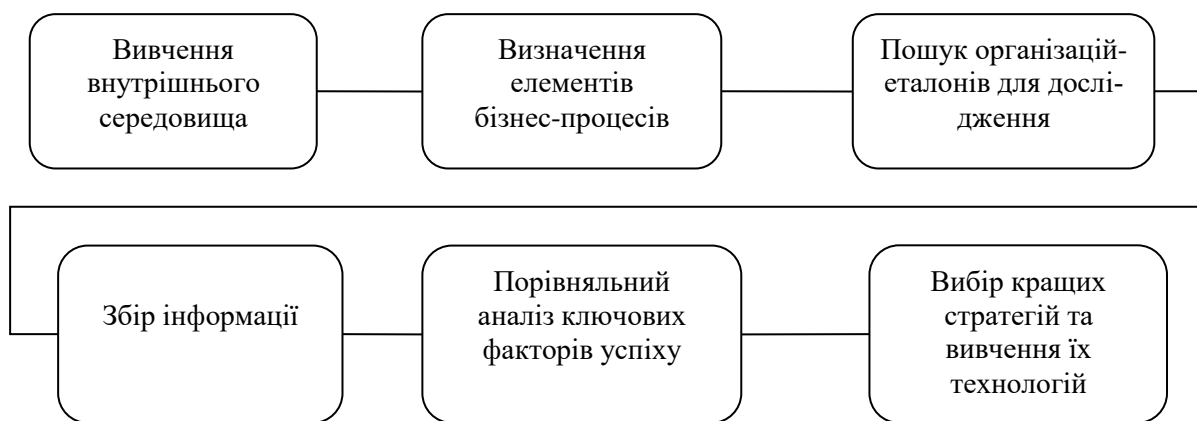 Вивчення
внутрішнього
середовища
Визначення
елементів
бізнес-процесів
Пошук організацій-
еталонів для дослі-
дження
Збір інформації
Порівняльний
аналіз ключових
факторів успіху
Вибір кращих
стратегій та
вивчення їх
технологій